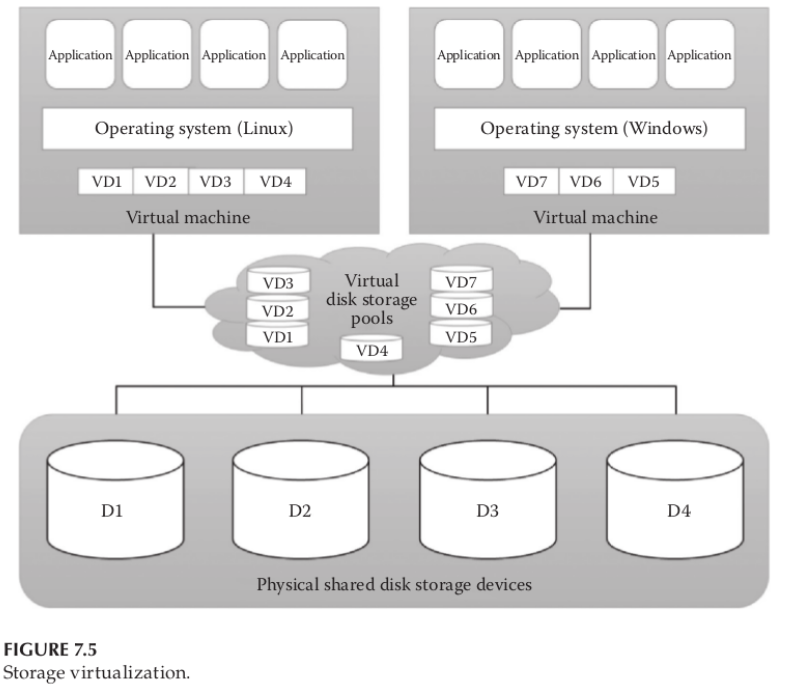 Application Application Application Application
Application Application Application Application
Operating system (Linux)
Operating system (Windows)
VD1 VD2 VD3 VD4
VD7 VD6 VD5
Virtual machine
Virtual machine
VD3
VD2
VD1
Virtual
disk storage
pools
VD4
VD7
VD6
VD5
D1
D2
D3
D4
Physical shared disk storage devices
FIGURE 7.5
Storage virtualization.